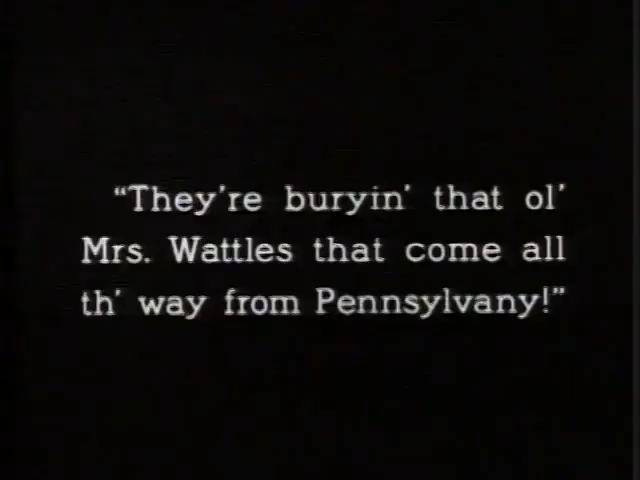 “They're buryin' that ol'
Mrs. Wattles that come all
th' way from Pennsylvany!”